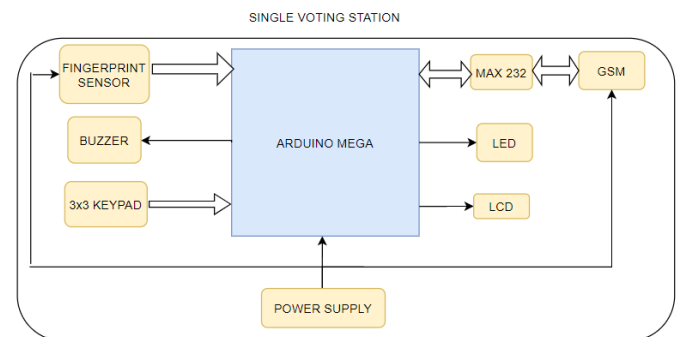 SINGLE VOTING STATION
FINGERPRINT
SENSOR
MAX 232
GSM
BUZZER
ARDUINO MEGA
LED
3x3 KEYPAD
LCD
POWER SUPPLY